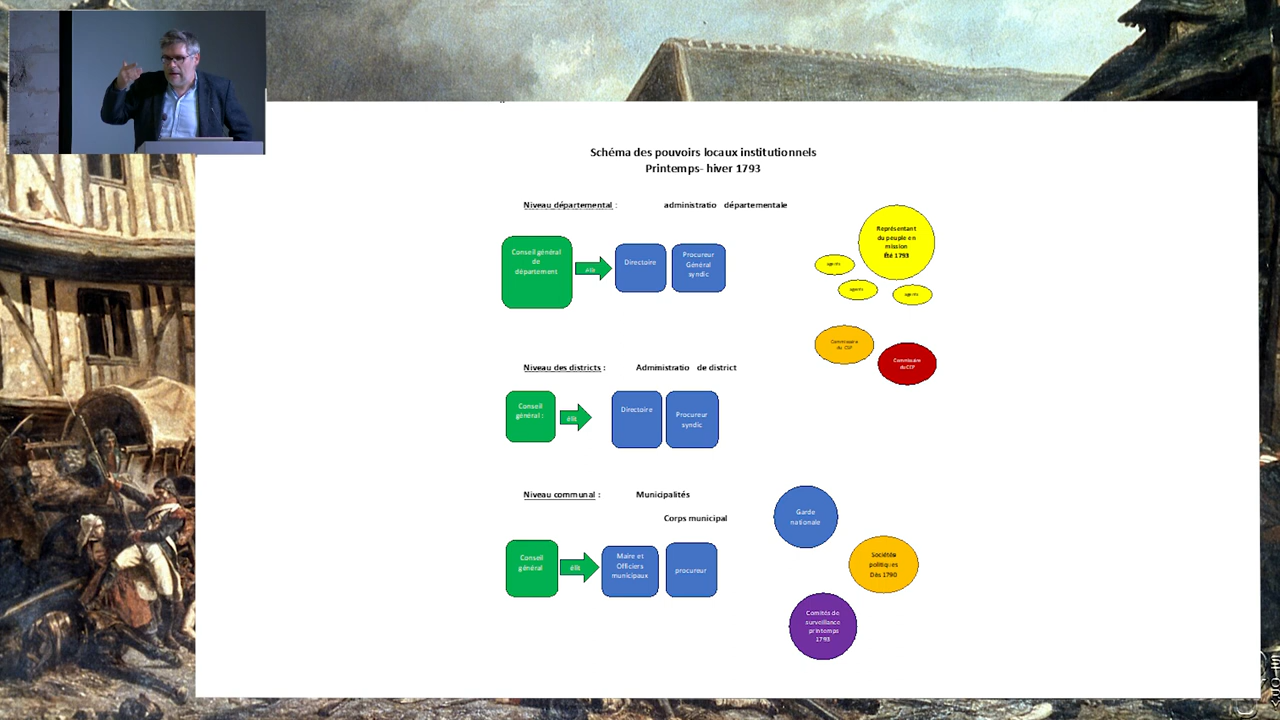 Schéma des pouvoirs locaux institutionnels
Printemps- hiver 1793
Niveau départemental :
administratio départementale
Conseil général
de
département
élit
Directoire
Procureur
Général
syndic
Représentant
du peuple en
mission
Été 1793
agents
agents
agents
Commissaire
du CSP
Commissaire
du CEP
Niveau des districts :
Administratio de district
Conseil
général :
élit
Directoire
Procureur
syndic
Niveau communal :
Municipalités
Corps municipal
Conseil
général
élit
Maire et
Officiers
municipaux
procureur
Garde
nationale
Sociétés
politiques
Dès 1790
Comités de
surveillance
printemps
1793